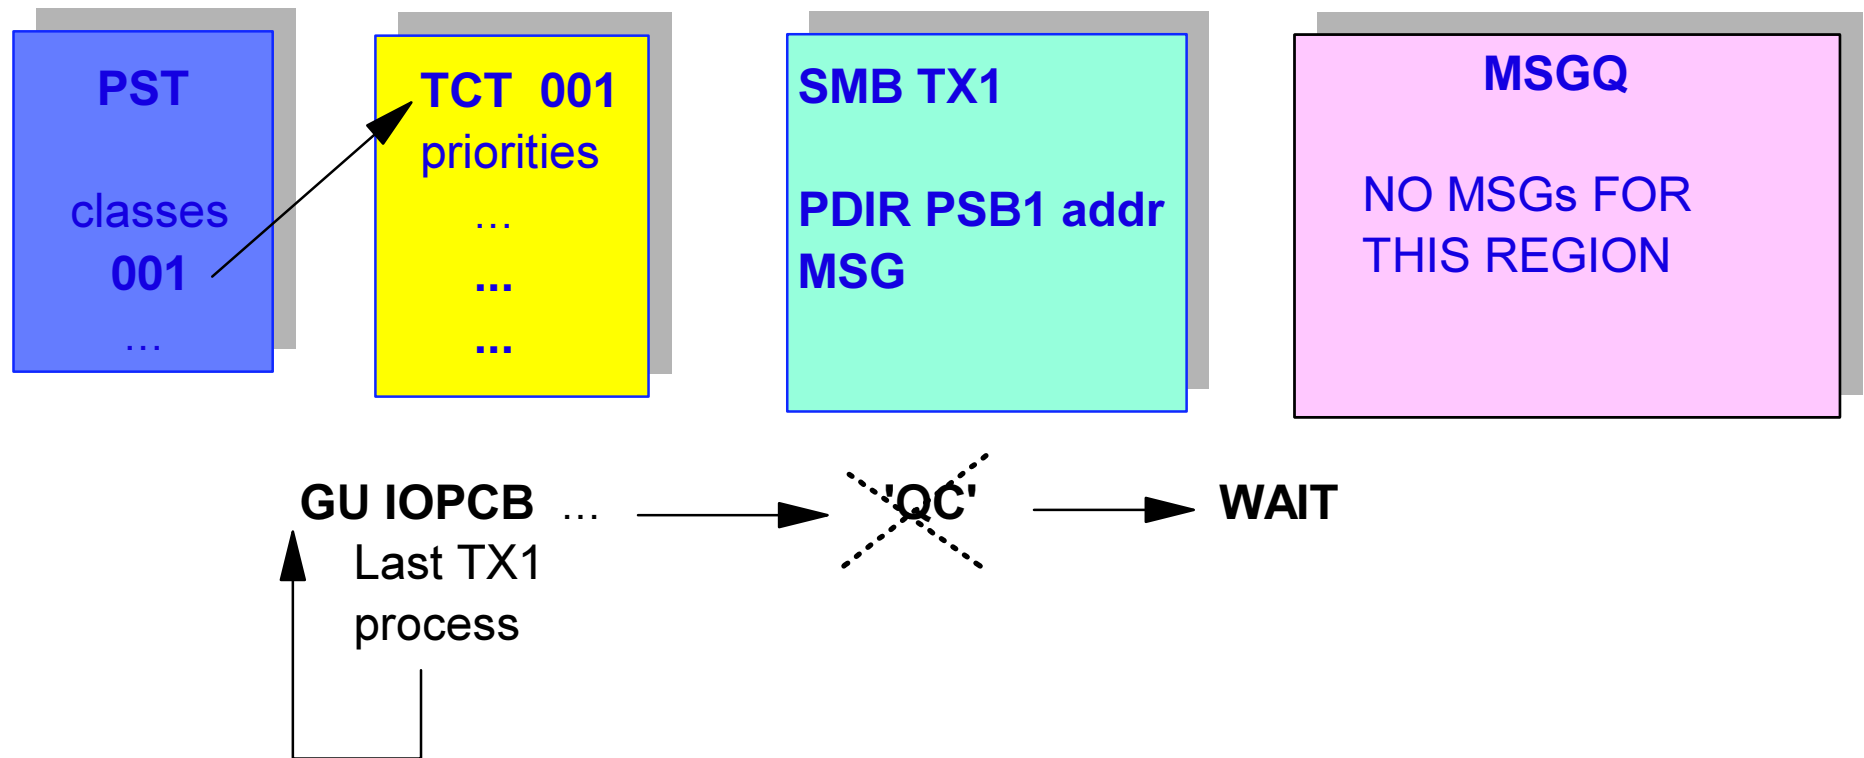 PST
classes
001
...
TCT 001
priorities
...
...
...
SMB TX1
PDIR PSB1 addr
MSG
MSGQ
NO MSGs FOR
THIS REGION
GU IOPCB ...
Last TX1
process
'QC'
WAIT